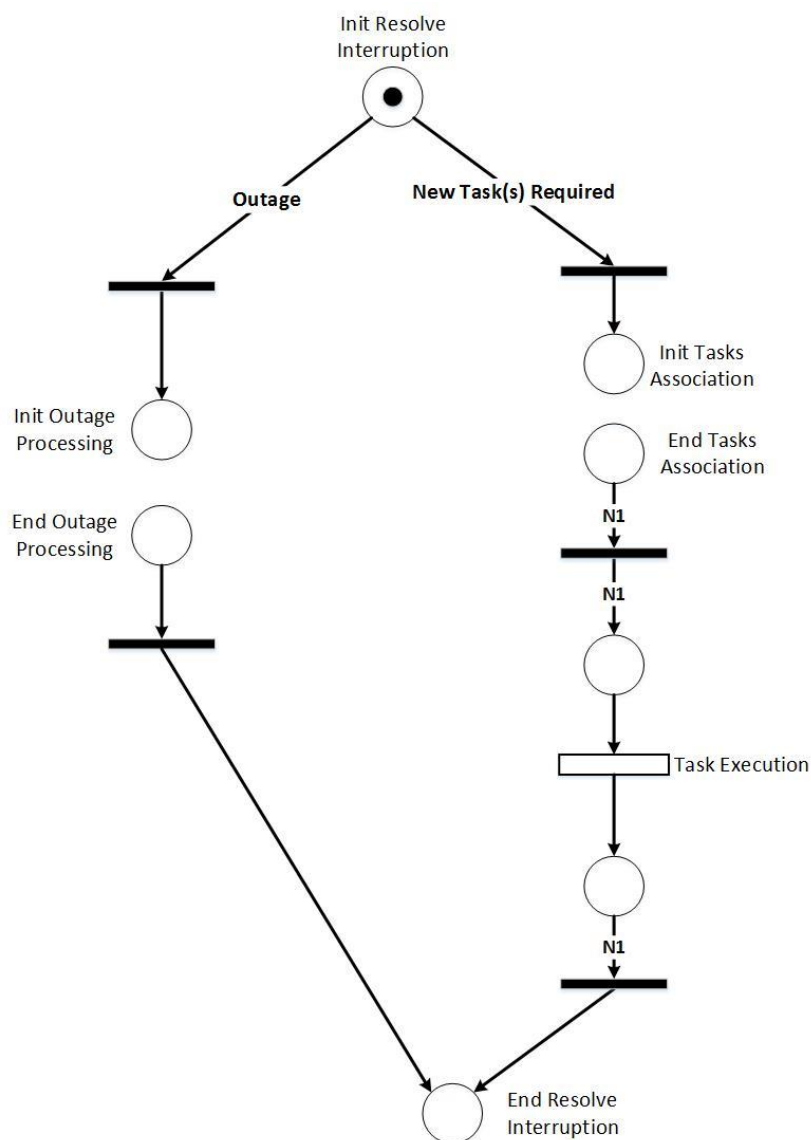 Init Resolve
Interruption
Outage
New Task(s) Required
Init Tasks
Association
Init Outage
Processing
End Tasks
Association
N1
End Outage
Processing
N1
Task Execution
N1
End Resolve
Interruption